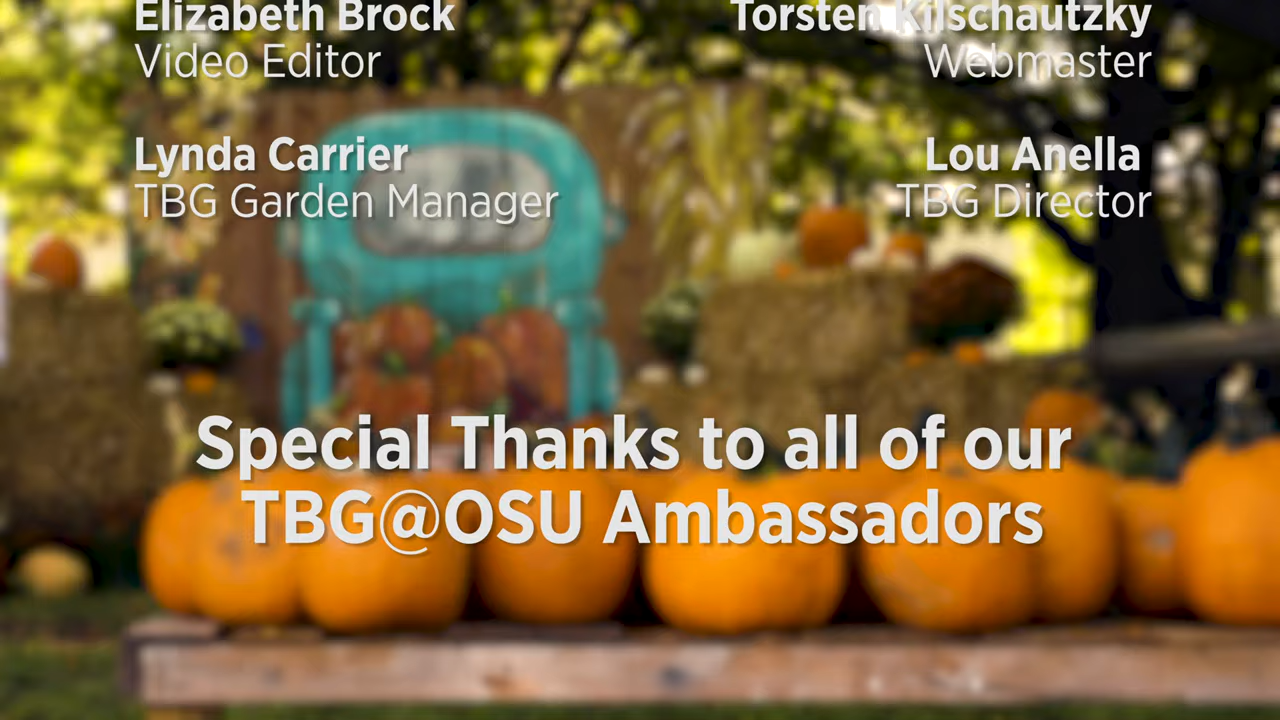 Elizabeth Brock
Video Editor
Torsten Kilschautzky
Webmaster
Lynda Carrier
TBG Garden Manager
Lou Anella
TBG Director
Special Thanks to all of our
TBG@OSU Ambassadors